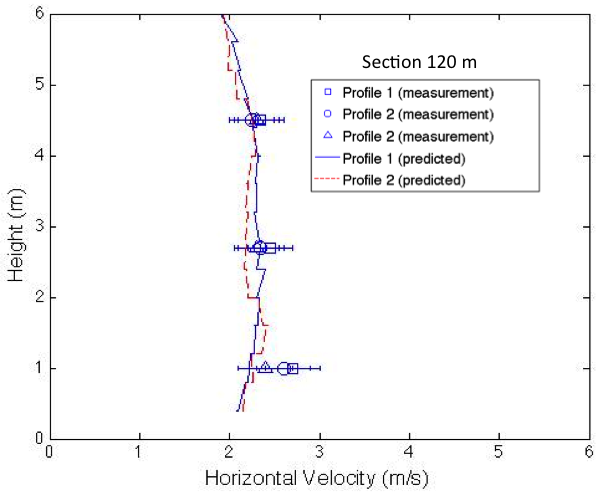 6
5
4
3
2
1
0
Height (m)
Section 120 m
Profile 1 (measurement)
Profile 2 (measurement)
Profile 2 (measurement)
Profile 1 (predicted)
Profile 2 (predicted)
0 1 2 3 4 5 6
Horizontal Velocity (m/s)